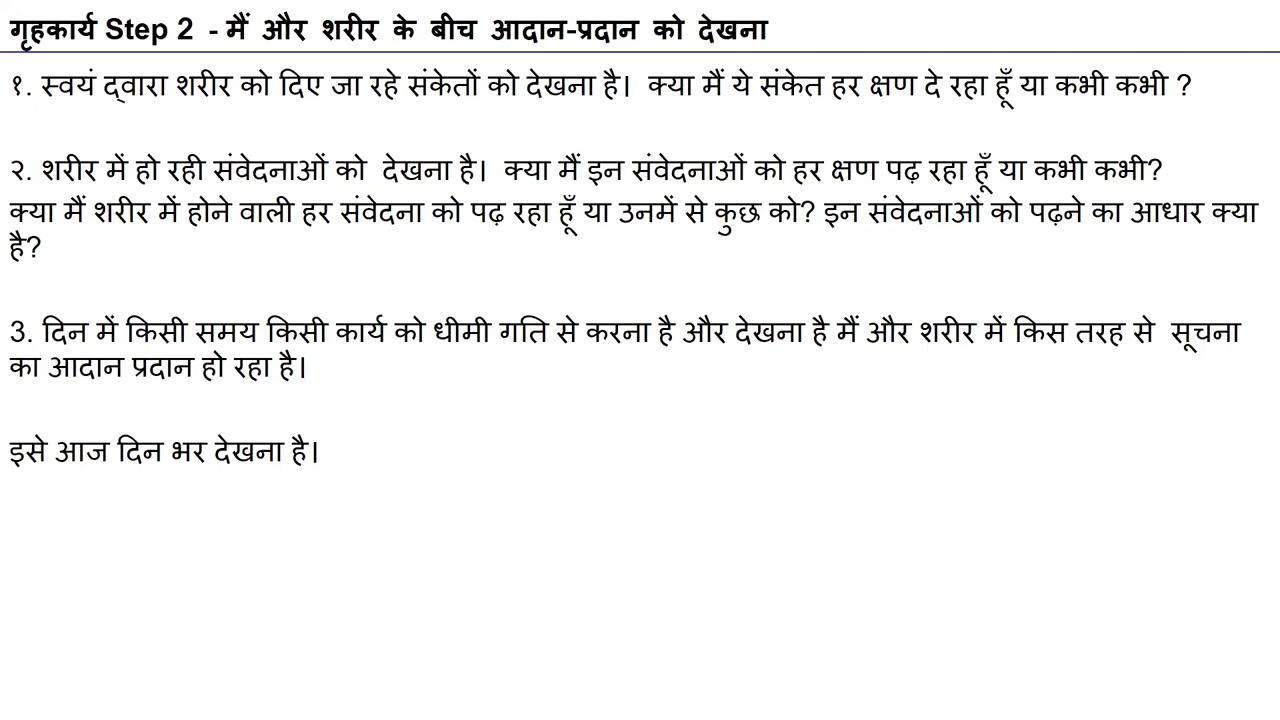 गृहकार्य Step 2 - मैं और शरीर के बीच आदान-प्रदान को देखना
१. स्वयं द्वारा शरीर को दिए जा रहे संकेतों को देखना है। क्या मैं ये संकेत हर क्षण दे रहा हूँ या कभी कभी ?
२. शरीर में हो रही संवेदनाओं को देखना है। क्या मैं इन संवेदनाओं को हर क्षण पढ़ रहा हूँ या कभी कभी?
क्या मैं शरीर में होने वाली हर संवेदना को पढ़ रहा हूँ या उनमें से कुछ को? इन संवेदनाओं को पढ़ने का आधार क्या
है?
3. दिन में किसी समय किसी कार्य को धीमी गति से करना है और देखना है मैं और शरीर में किस तरह से सूचना
का आदान प्रदान हो रहा है।
इसे आज दिन भर देखना है।